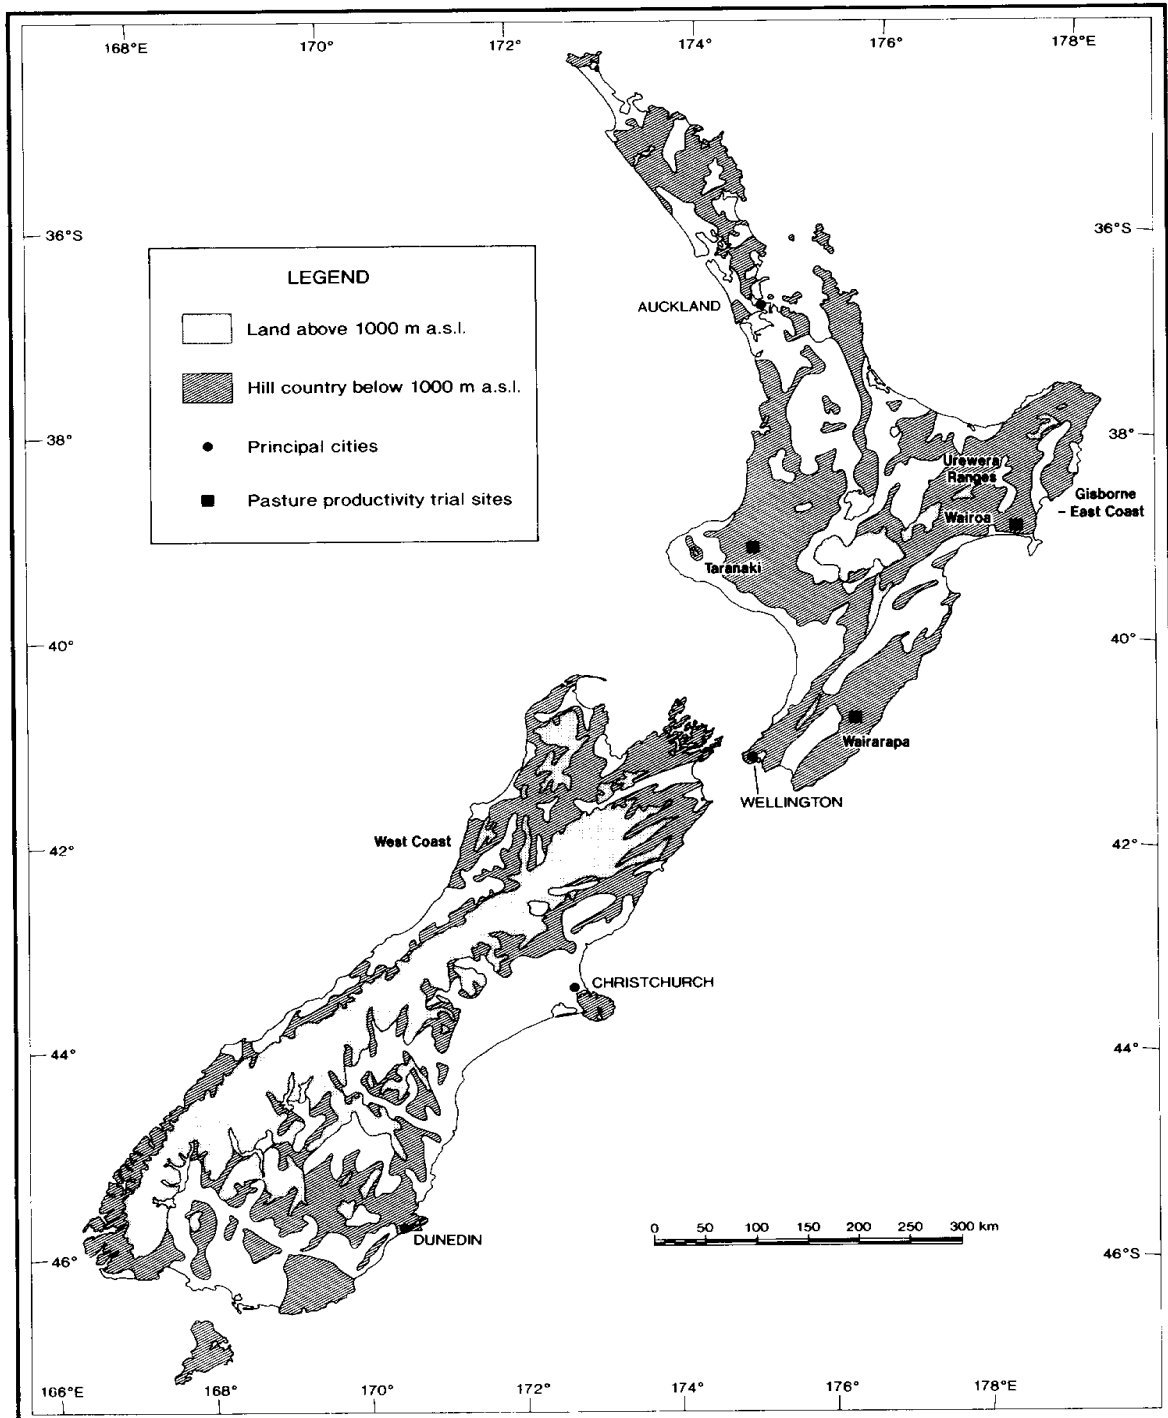 168°E 170° 172° 174° 176° 178°E
36°S 36°S
LEGEND
Land above 1000 m a.s.l.
Hill country below 1000 m a.s.l.
Principal cities
Pasture productivity trial sites
AUCKLAND
38° 38°
Urewera
Ranges
Gisborne
– East Coast
Wairoa
Taranaki
40° 40°
Wairarapa
WELLINGTON
West Coast
42° 42°
CHRISTCHURCH
44° 44°
DUNEDIN
0 50 100 150 200 250 300 km
46° 46°S
166°E 168° 170° 172° 174° 176° 178°E